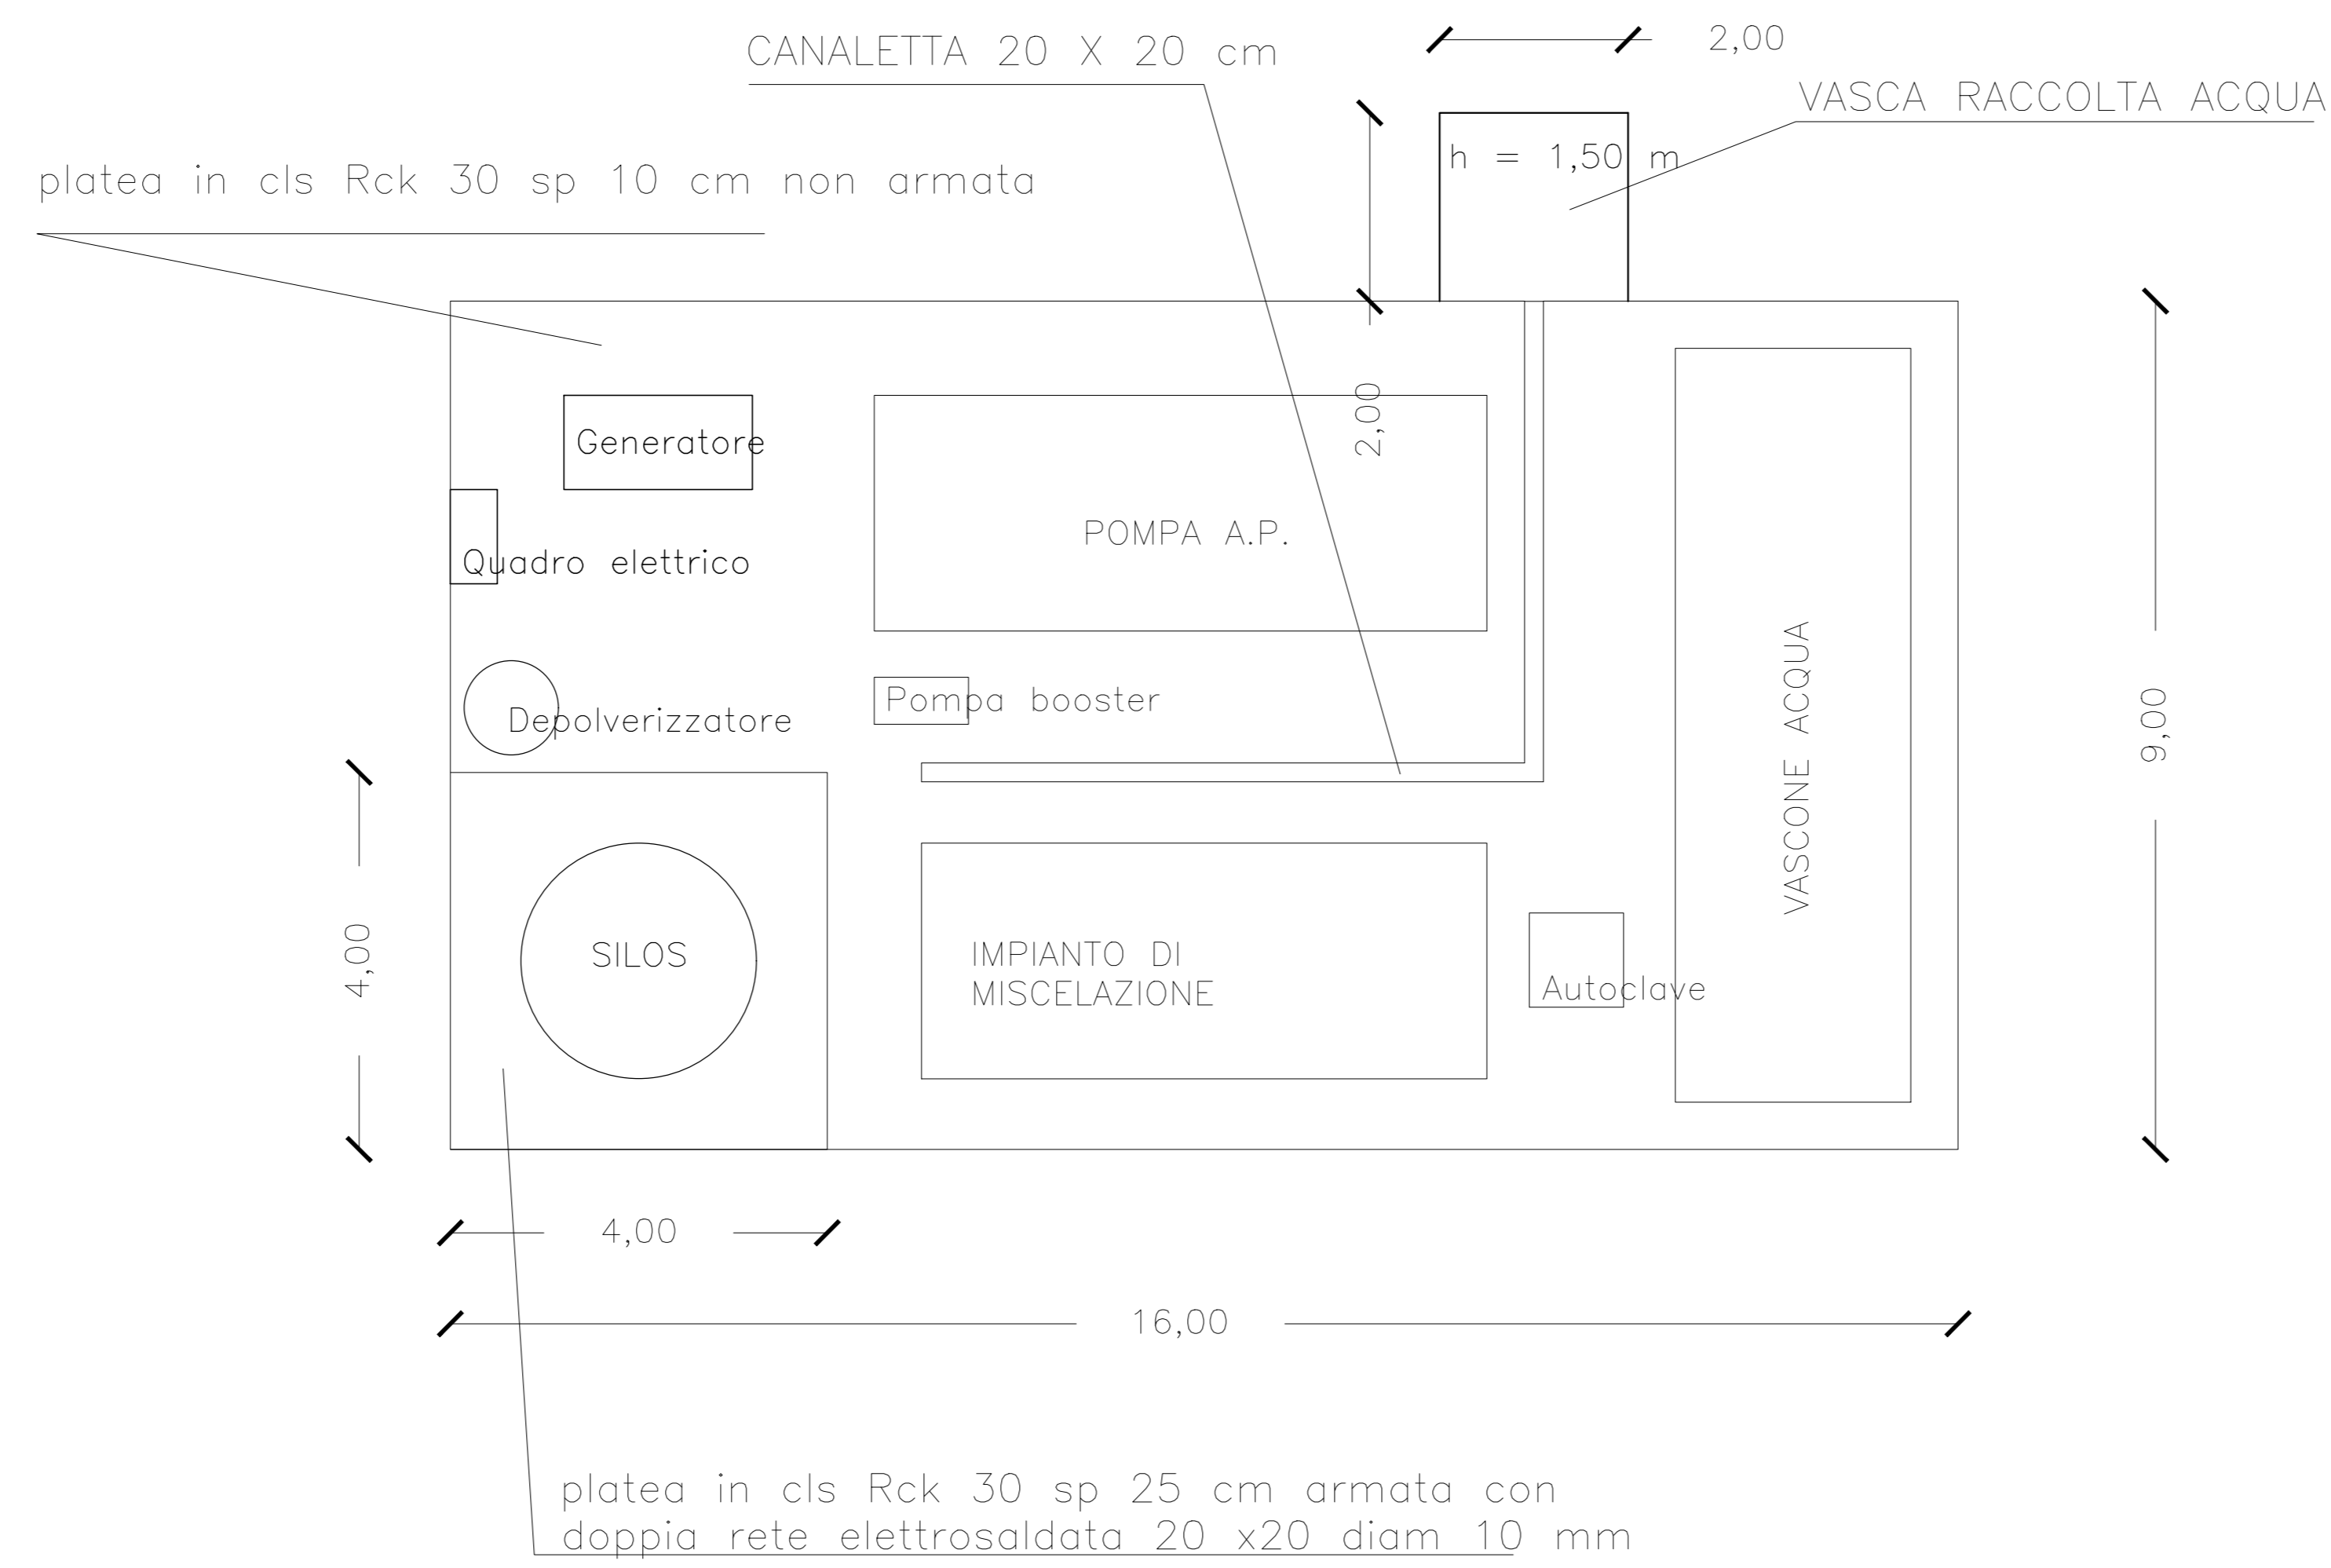 CANALETTA 20 X 20 cm
2,00
VASCA RACCOLTA ACQUA
h = 1,50 m
platea in cls Rck 30 sp 10 cm non armata
2,00
Generatore
POMPA A.P.
Quadro elettrico
Pompa booster
Depolverizzatore
VASCONE ACQUA
9,00
4,00
SILOS
IMPIANTO DI
MISCELAZIONE
Autoclave
4,00
16,00
platea in cls Rck 30 sp 25 cm armata con
doppia rete elettrosaldata 20 x20 diam 10 mm